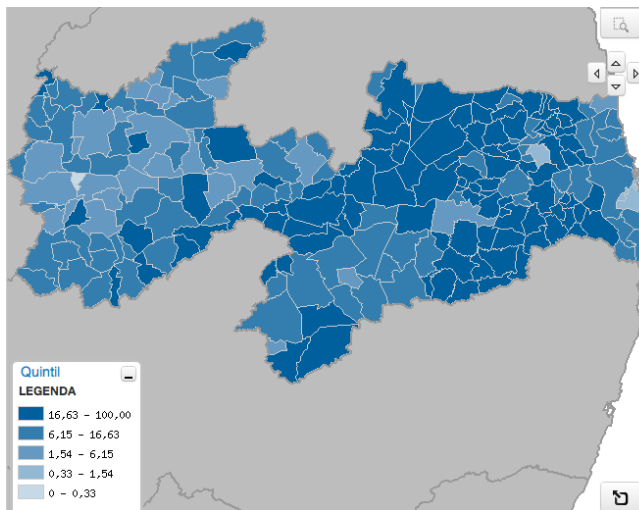 Quintil
LEGENDA
16,63 - 100,00
6,15 - 16,63
1,54 - 6,15
0,33 - 1,54
0 - 0,33